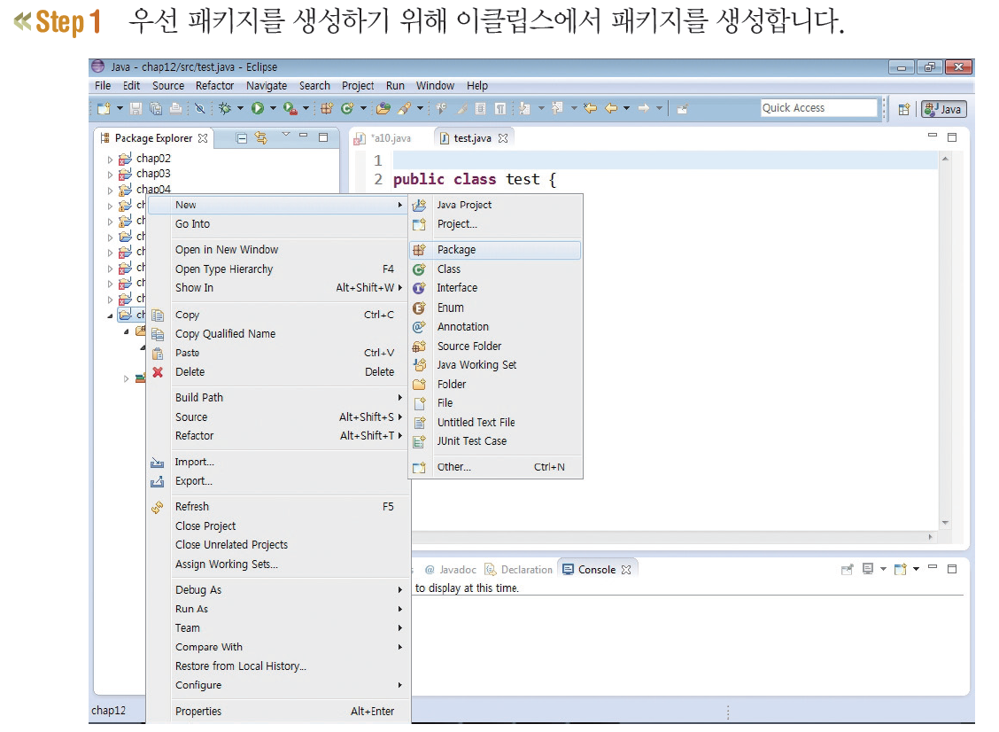 Step 1 우선 패키지를 생성하기 위해 이클립스에서 패키지를 생성합니다.
Java - chap12/src/test.java - Eclipse
File Edit Source Refactor Navigate Search Project Run Window Help
Quick Access
Java
Package Explorer
*a10.java
test.java
chap02
chap03
chap04
ch
ch
ch
ch
ch
ch
ch
ch
1
2 public class test {
New
Go Into
Open in New Window
Open Type Hierarchy F4
Show In Alt+Shift+W
Copy Ctrl+C
Copy Qualified Name
Paste Ctrl+V
Delete Delete
Build Path
Source Alt+Shift+S
Refactor Alt+Shift+T
Import...
Export...
Refresh F5
Close Project
Close Unrelated Projects
Assign Working Sets...
Debug As
Run As
Team
Compare With
Restore from Local History...
Configure
Properties Alt+Enter
Java Project
Project...
Package
Class
Interface
Enum
Annotation
Source Folder
Java Working Set
Folder
File
Untitled Text File
JUnit Test Case
Other... Ctrl+N
s @ Javadoc Declaration Console
to display at this time.
chap12